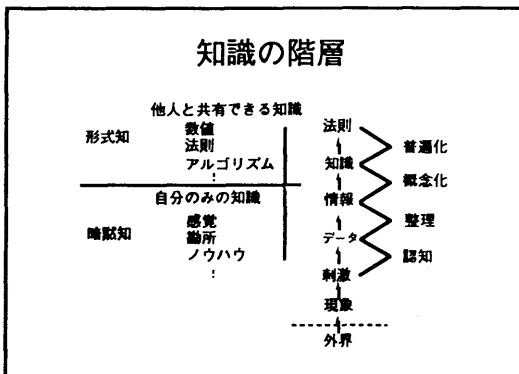 知識の階層
他人と共有できる知識
形式知
数値
法則
アルゴリズム
:
自分のみの知識
暗黙知
感覚
勘所
ノウハウ
:
法則
知識
情報
データ
刺激
現象
外界
普遍化
概念化
整理
認知